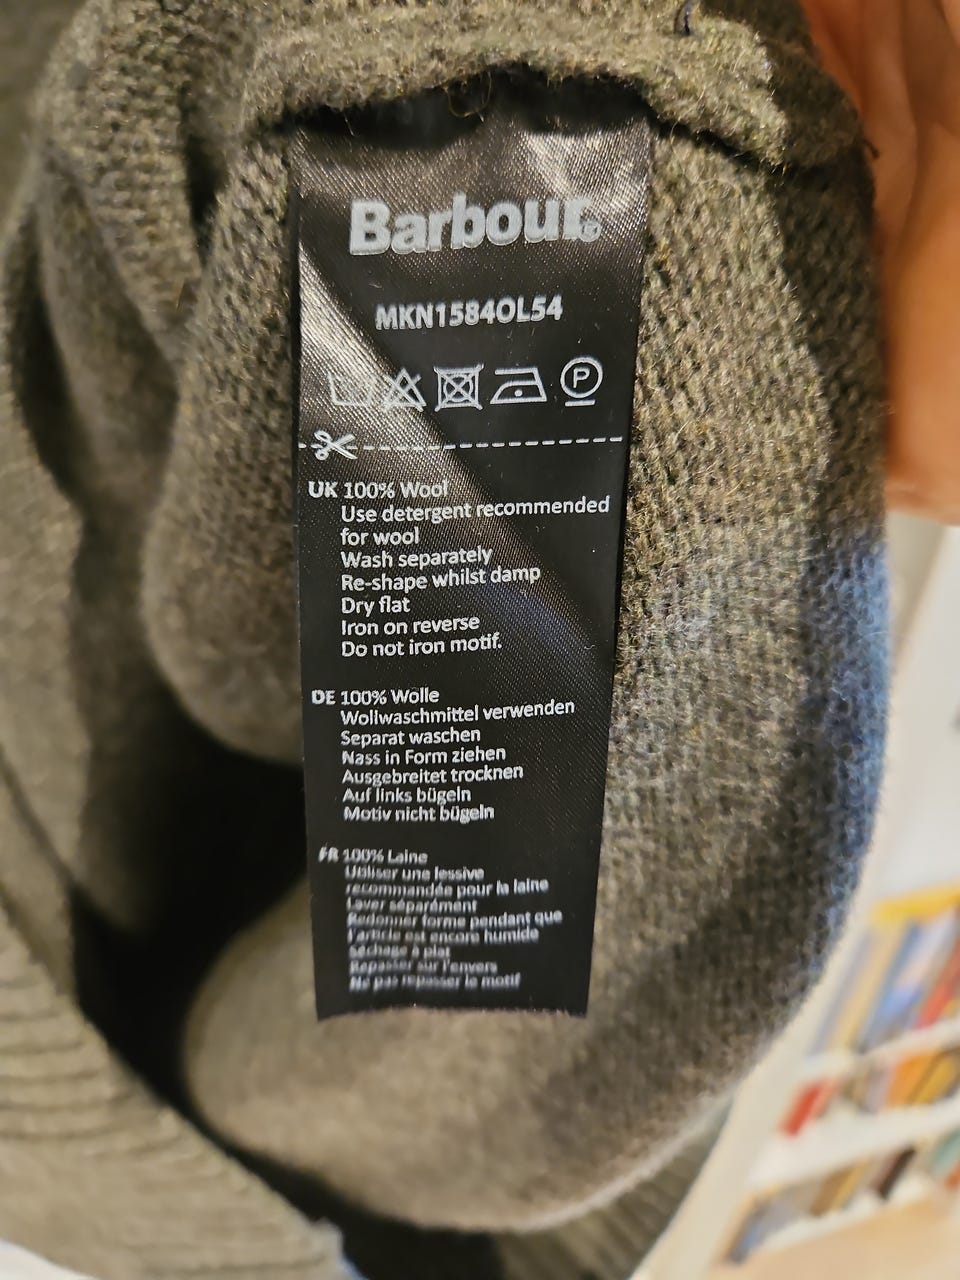 Barbour®
MKN1584OL54
P
UK 100% Wool
Use detergent recommended
for wool
Wash separately
Re-shape whilst damp
Dry flat
Iron on reverse
Do not iron motif.
DE 100% Wolle
Wollwaschmittel verwenden
Separat waschen
Nass in Form ziehen
Ausgebreitet trocknen
Auf links bügeln
Motiv nicht bügeln
FR 100% Laine
Utiliser une lessive
recommandée pour la laine
Laver séparément
Redonner forme pendant que
l'article est encore humide
Séchage à plat
Repasser sur l'envers
Ne pas repasser le motif